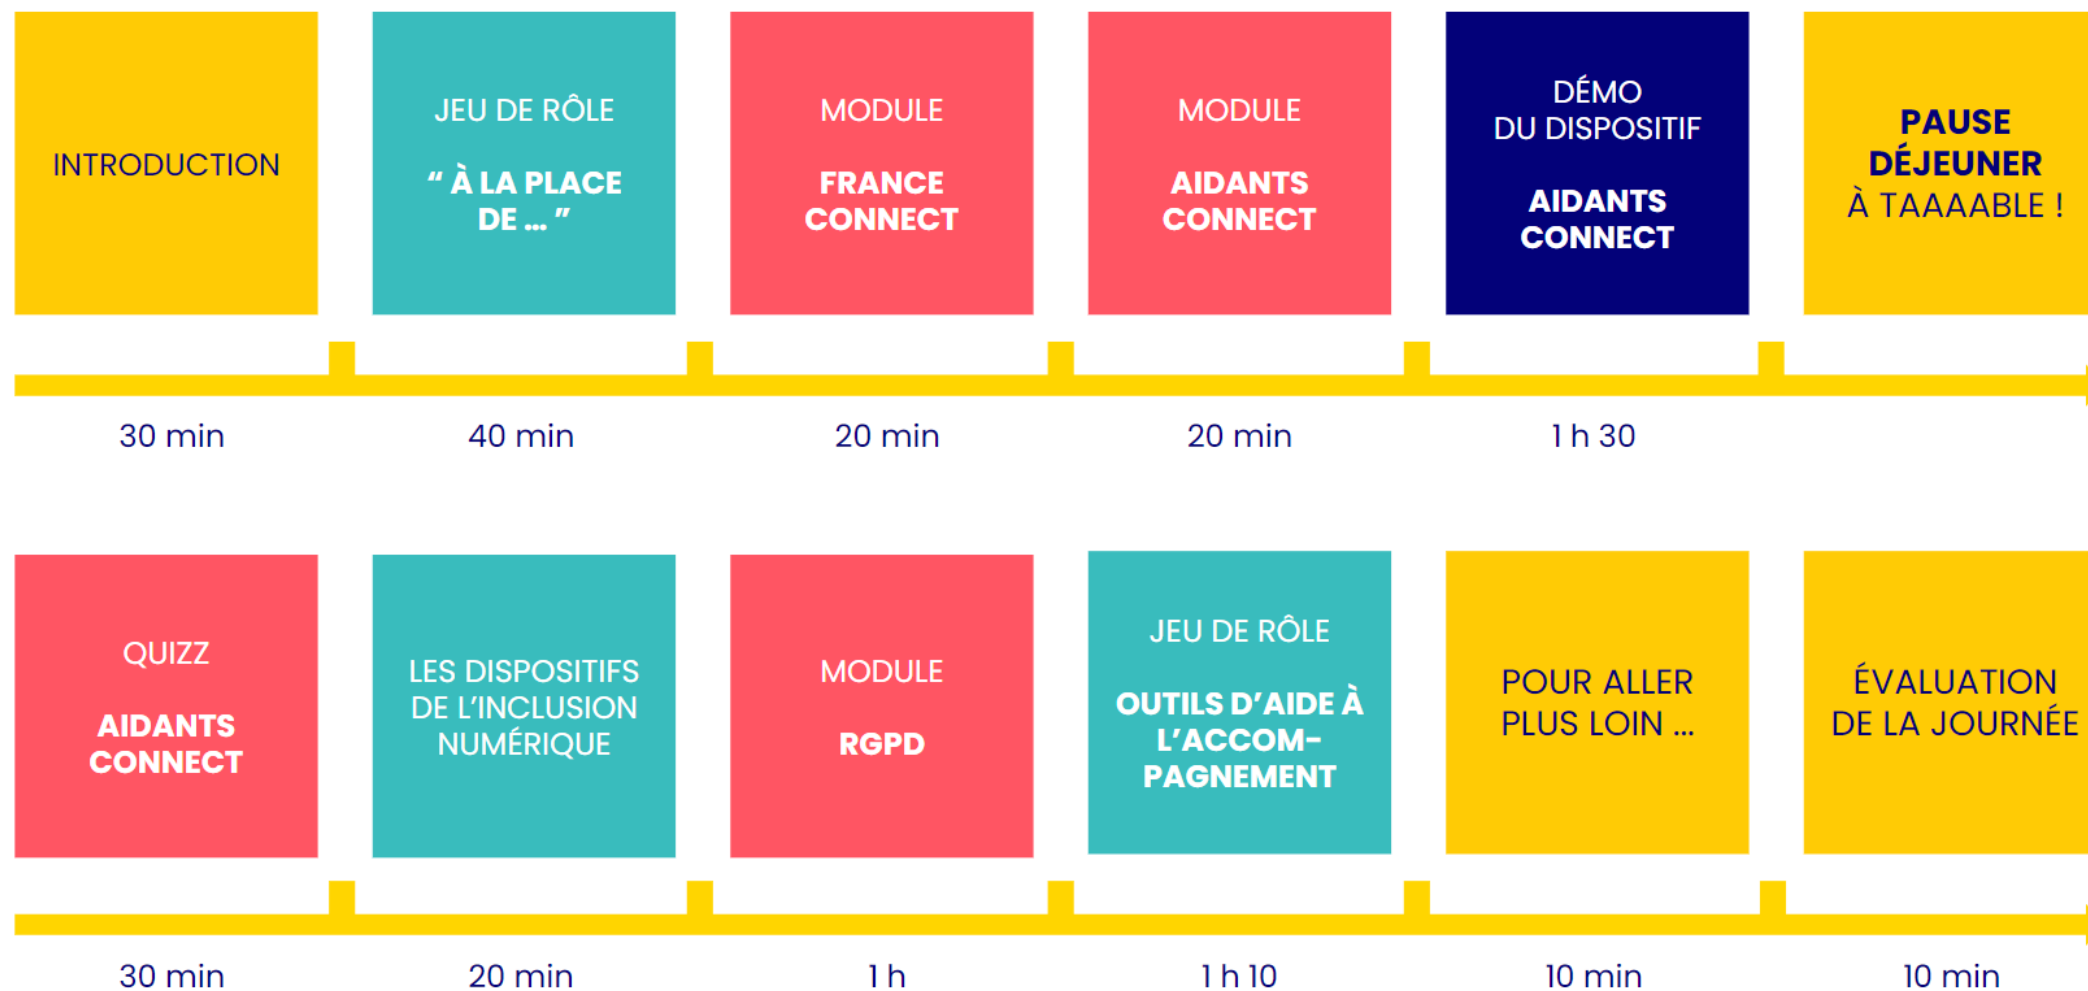 INTRODUCTION
JEU DE RÔLE
“ À LA PLACE
DE ... ”
MODULE
FRANCE
CONNECT
MODULE
AIDANTS
CONNECT
DÉMO
DU DISPOSITIF
AIDANTS
CONNECT
PAUSE
DÉJEUNER
À TAAAABLE !
30 min
40 min
20 min
20 min
1 h 30
QUIZZ
AIDANTS
CONNECT
LES DISPOSITIFS
DE L’INCLUSION
NUMÉRIQUE
MODULE
RGPD
JEU DE RÔLE
OUTILS D’AIDE À
L’ACCOM-
PAGNEMENT
POUR ALLER
PLUS LOIN ...
ÉVALUATION
DE LA JOURNÉE
30 min
20 min
1 h
1 h 10
10 min
10 min